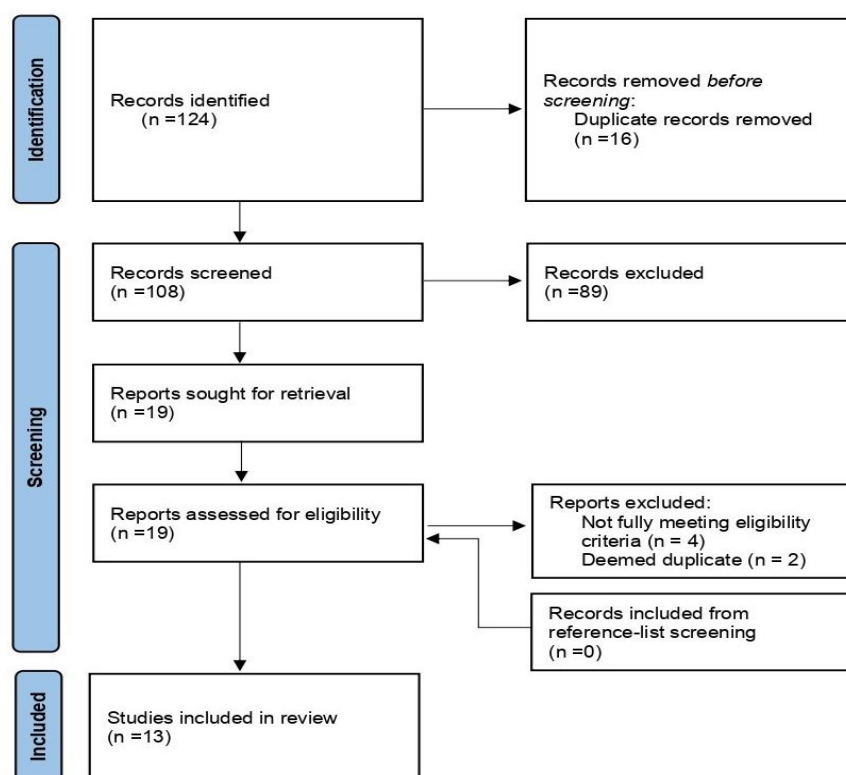 Identification
Records identified
(n =124)
Records removed before
screening:
Duplicate records removed
(n =16)
Screening
Records screened
(n =108)
Records excluded
(n =89)
Reports sought for retrieval
(n =19)
Reports assessed for eligibility
(n =19)
Reports excluded:
Not fully meeting eligibility
criteria (n = 4)
Deemed duplicate (n = 2)
Records included from
reference-list screening
(n =0)
Included
Studies included in review
(n =13)